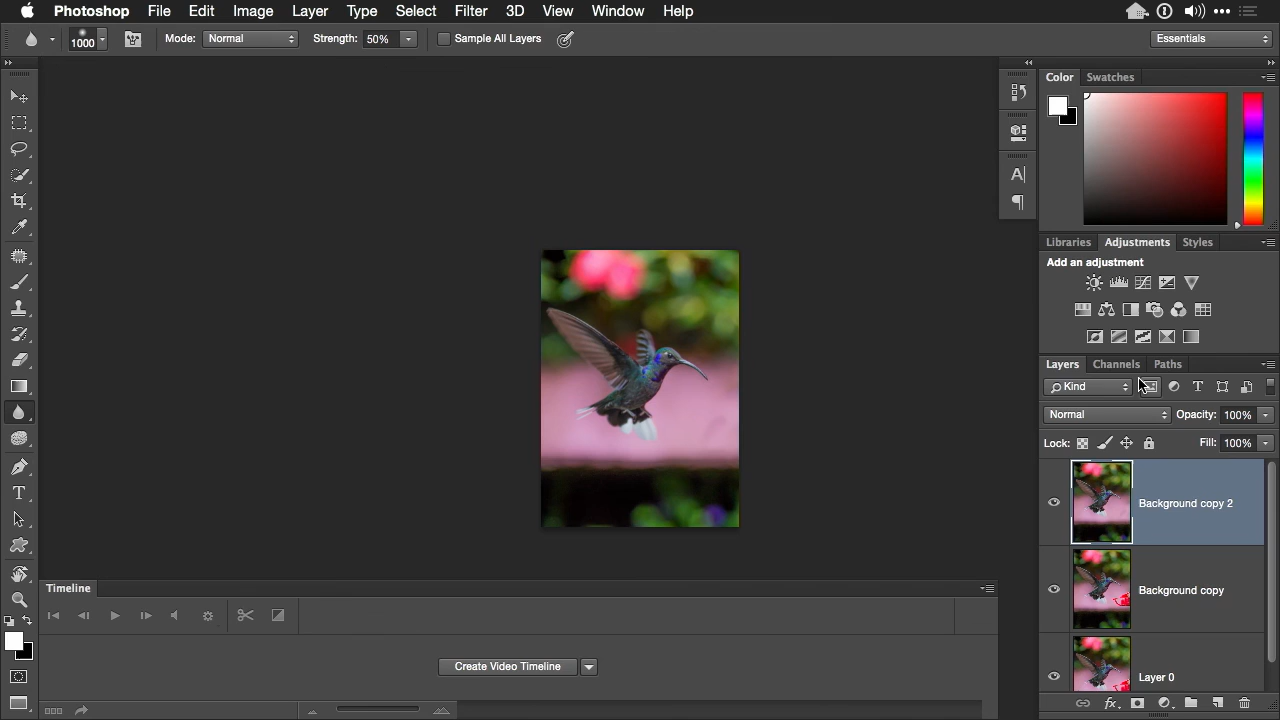 Photoshop File Edit Image Layer Type Select Filter 3D View Window Help
1000 Mode: Normal Strength: 50% Sample All Layers Essentials
Color Swatches
Libraries Adjustments Styles
Add an adjustment
Layers Channels Paths
Kind
Normal Opacity: 100%
Lock: Fill: 100%
Background copy 2
Background copy
Layer 0
Timeline
Create Video Timeline